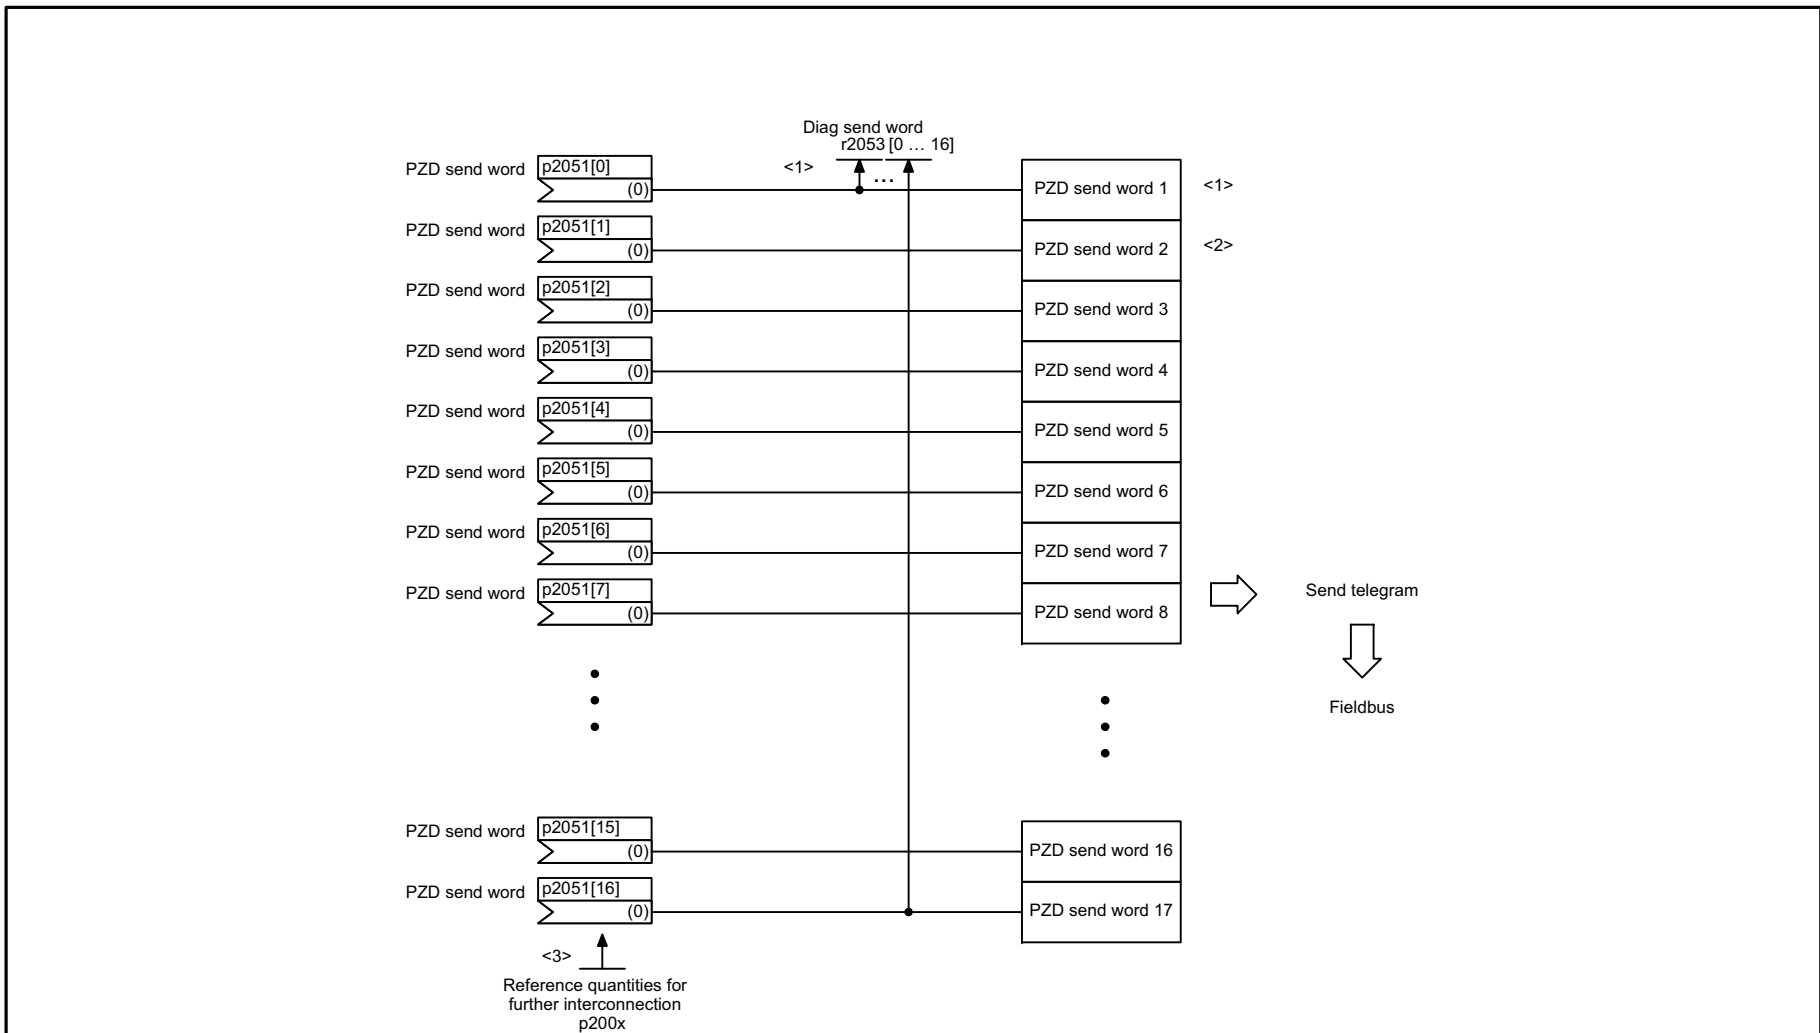 Diag send word
r2053 [0 … 16]
<1>
...
PZD send word p2051[0]
(0)
PZD send word 1
<1>
PZD send word p2051[1]
(0)
PZD send word 2
<2>
PZD send word p2051[2]
(0)
PZD send word 3
PZD send word p2051[3]
(0)
PZD send word 4
PZD send word p2051[4]
(0)
PZD send word 5
PZD send word p2051[5]
(0)
PZD send word 6
PZD send word p2051[6]
(0)
PZD send word 7
PZD send word p2051[7]
(0)
PZD send word 8
Send telegram
Fieldbus
PZD send word p2051[15]
(0)
PZD send word 16
PZD send word p2051[16]
(0)
PZD send word 17
<3>
Reference quantities for
further interconnection
p200x